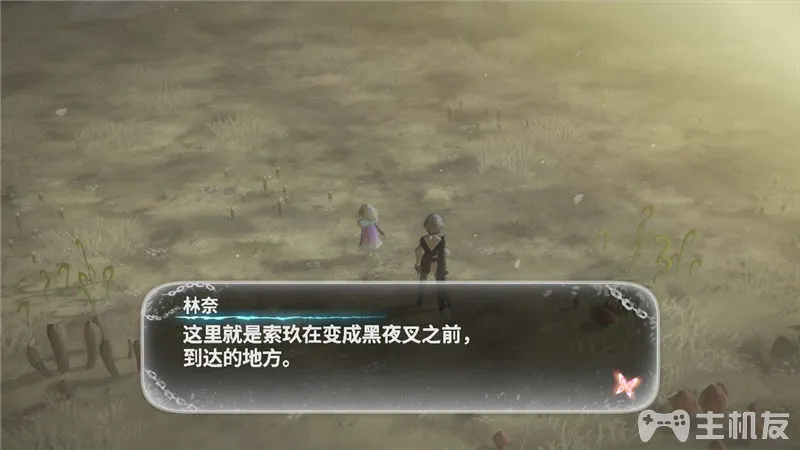 林奈
这里就是索玖在变成黑夜叉之前，
到达的地方。
主机友